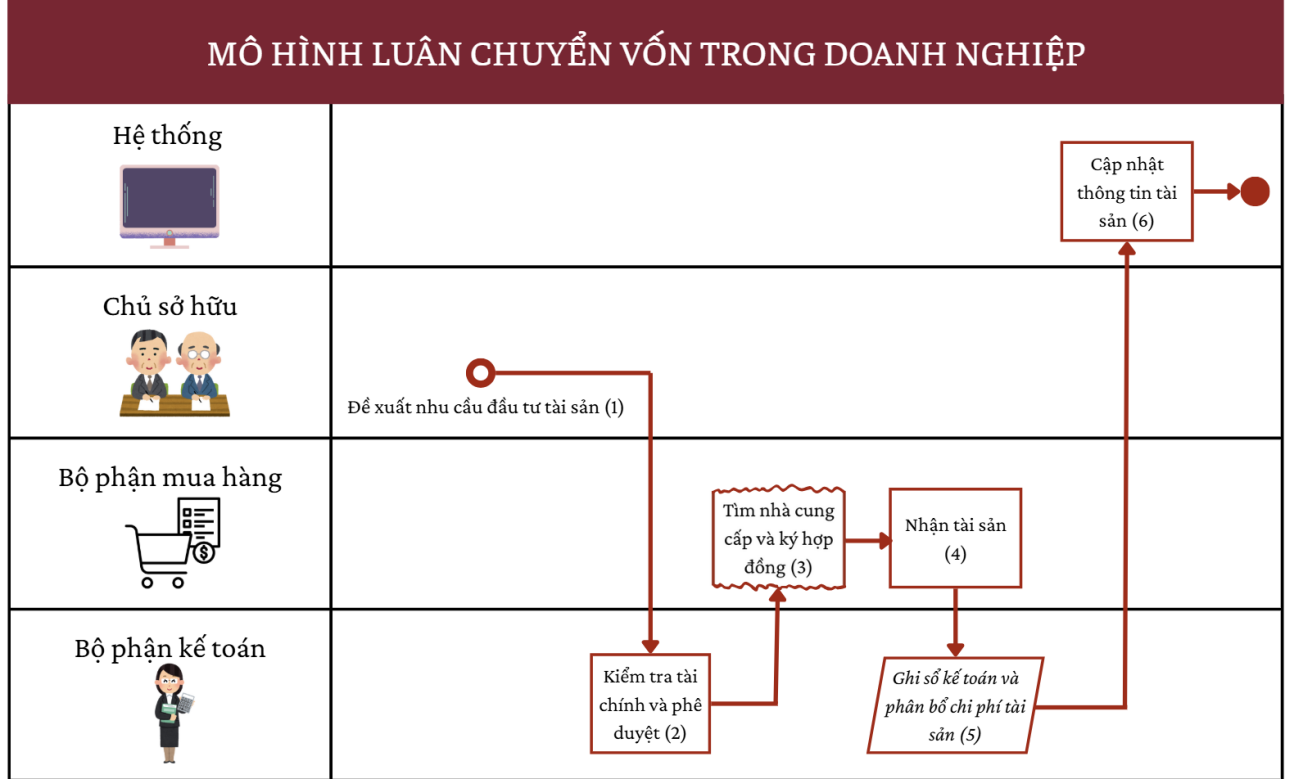 MÔ HÌNH LUÂN CHUYỂN VỐN TRONG DOANH NGHIỆP
Hệ thống
Cập nhật
thông tin tài
sản (6)
Chủ sở hữu
Đề xuất nhu cầu đầu tư tài sản (1)
Bộ phận mua hàng
Tìm nhà cung
cấp và ký hợp
đồng (3)
Nhận tài sản
(4)
Bộ phận kế toán
Kiểm tra tài
chính và phê
duyệt (2)
Ghi sổ kế toán và
phân bổ chi phí tài
sản (5)